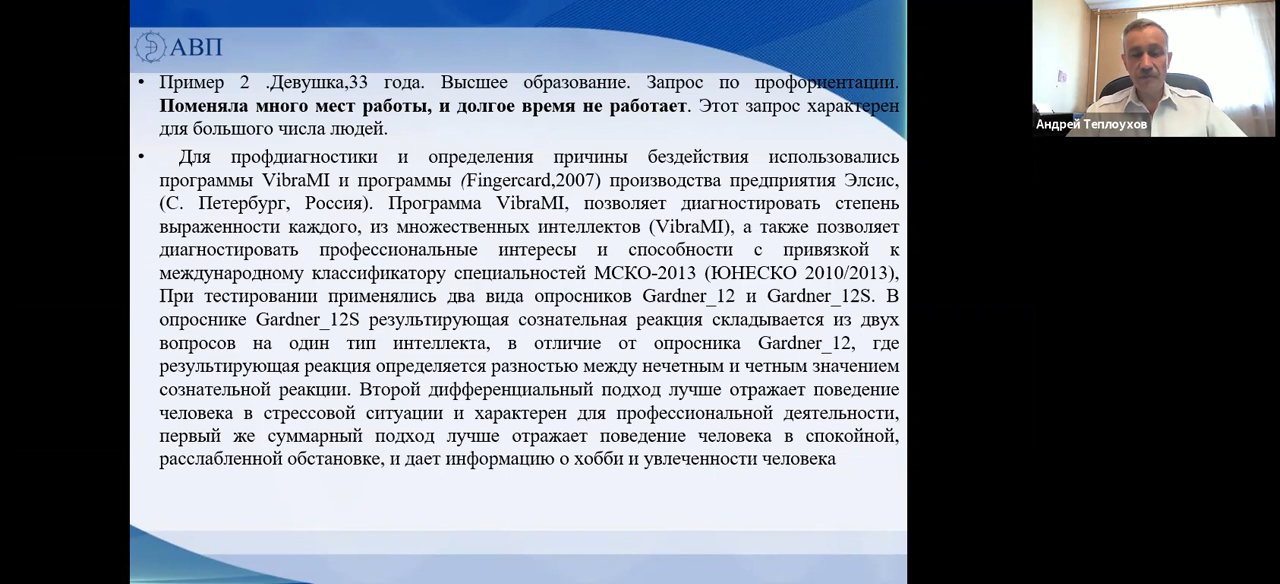 АВП
• Пример 2 .Девушка,33 года. Высшее образование. Запрос по профориентации.
Поменяла много мест работы, и долгое время не работает. Этот запрос характерен
для большого числа людей.
• Для профдиагностики и определения причины бездействия использовались
программы VibraMI и программы (Fingercard,2007) производства предприятия Элсис,
(С. Петербург, Россия). Программа VibraMI, позволяет диагностировать степень
выраженности каждого, из множественных интеллектов (VibraMI), а также позволяет
диагностировать профессиональные интересы и способности с привязкой к
международному классификатору специальностей МСКО-2013 (ЮНЕСКО 2010/2013),
При тестировании применялись два вида опросников Gardner_12 и Gardner_12S. В
опроснике Gardner_12S результирующая сознательная реакция складывается из двух
вопросов на один тип интеллекта, в отличие от опросника Gardner_12, где
результирующая реакция определяется разностью между нечетным и четным значением
сознательной реакции. Второй дифференциальный подход лучше отражает поведение
человека в стрессовой ситуации и характерен для профессиональной деятельности,
первый же суммарный подход лучше отражает поведение человека в спокойной,
расслабленной обстановке, и дает информацию о хобби и увлеченности человека
Андрей Теплоухов